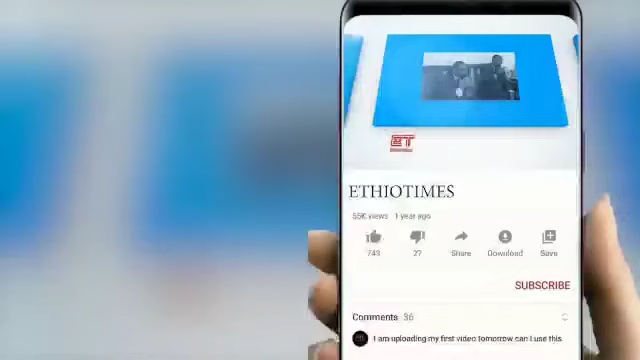 ET
ETHIOTIMES
55K views 1 year ago
743 27 Share Download Save
SUBSCRIBE
Comments 36
I am uploading my first video tomorrow can I use this